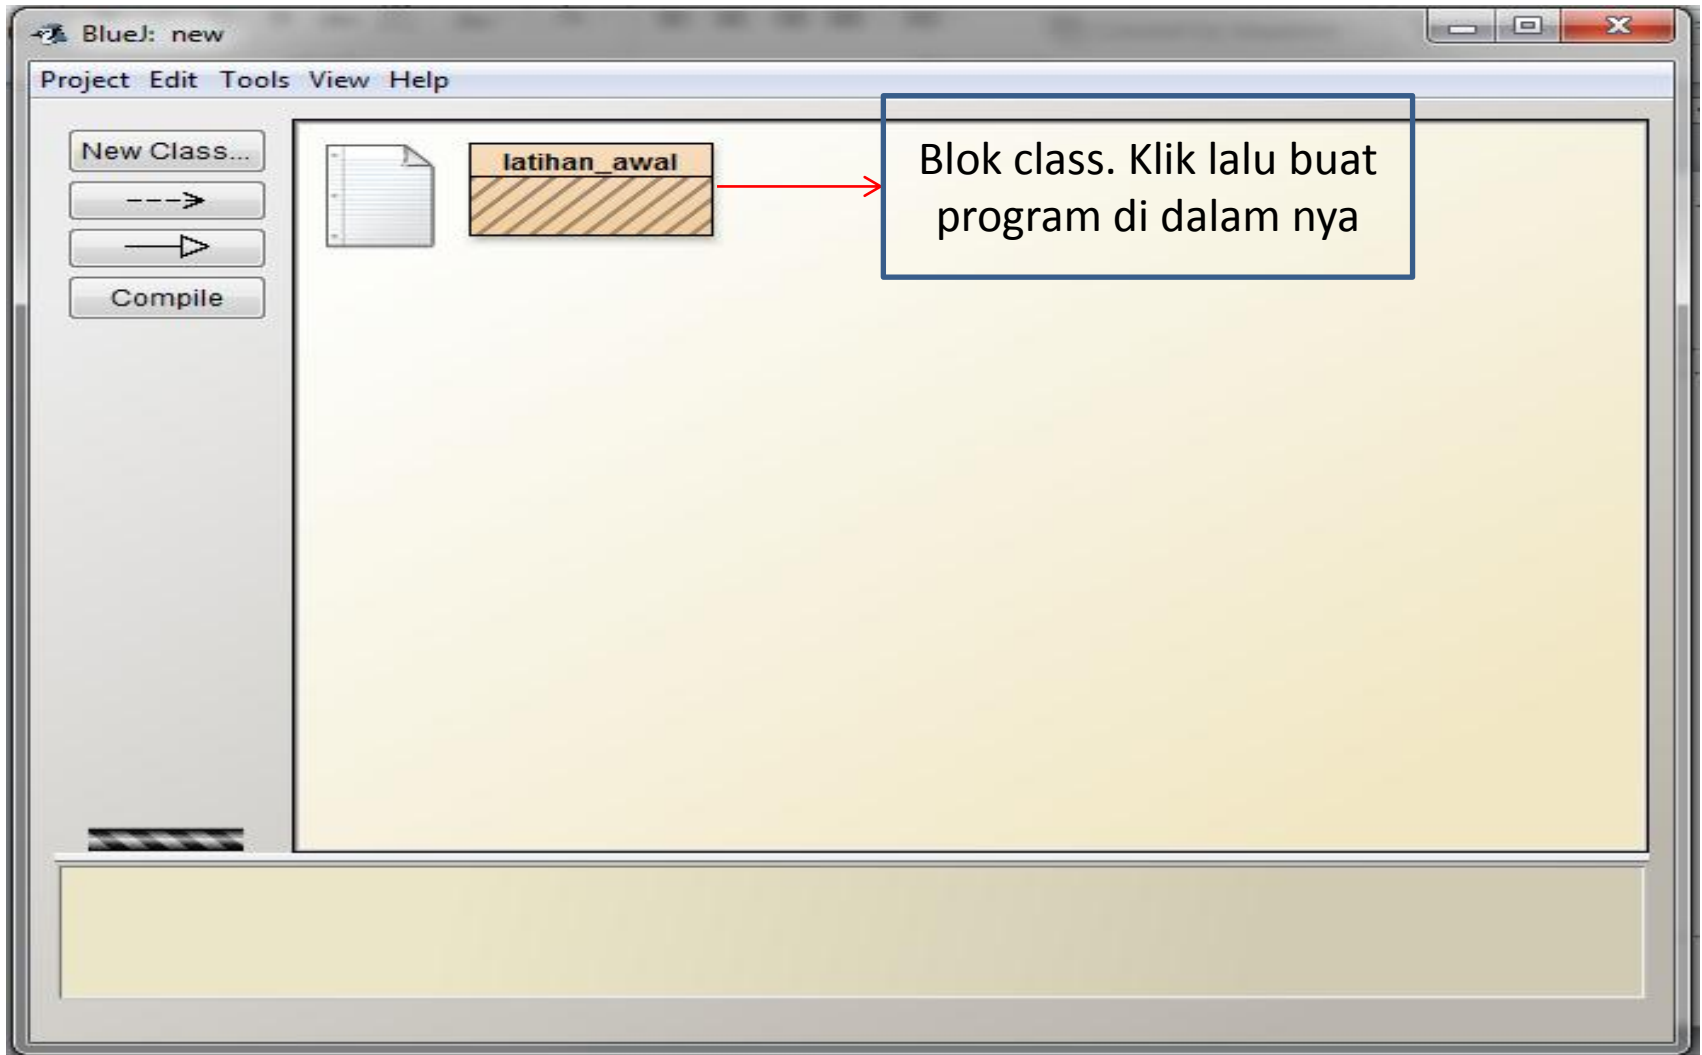 BlueJ: new
Project Edit Tools View Help
New Class...
Compile
latihan_awal
Blok class. Klik lalu buat
program di dalam nya